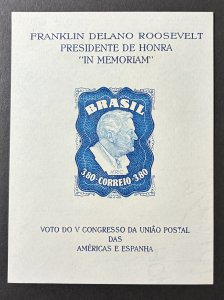 FRANKLIN DELANO ROOSEVELT
PRESIDENTE DE HONRA
"IN MEMORIAM"
BRASIL
3,80 - CORREIO - 3,80
VOTO DO V CONGRESSO DA UNIÃO POSTAL
DAS
AMÉRICAS E ESPANHA